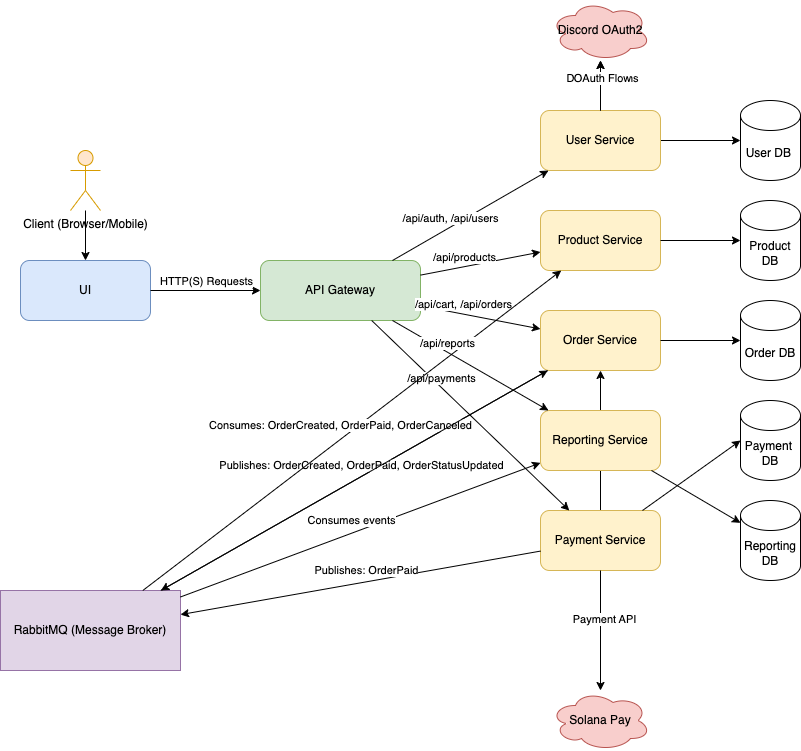 Discord OAuth2
DOAuth Flows
User Service
User DB
Client (Browser/Mobile)
/api/auth, /api/users
Product Service
Product
DB
/api/products
UI
HTTP(S) Requests
API Gateway
/api/cart, /api/orders
Order Service
Order DB
/api/reports
/api/payments
Consumes: OrderCreated, OrderPaid, OrderCanceled
Reporting Service
Payment
DB
Publishes: OrderCreated, OrderPaid, OrderStatusUpdated
Consumes events
Payment Service
Reporting
DB
Publishes: OrderPaid
RabbitMQ (Message Broker)
Payment API
Solana Pay